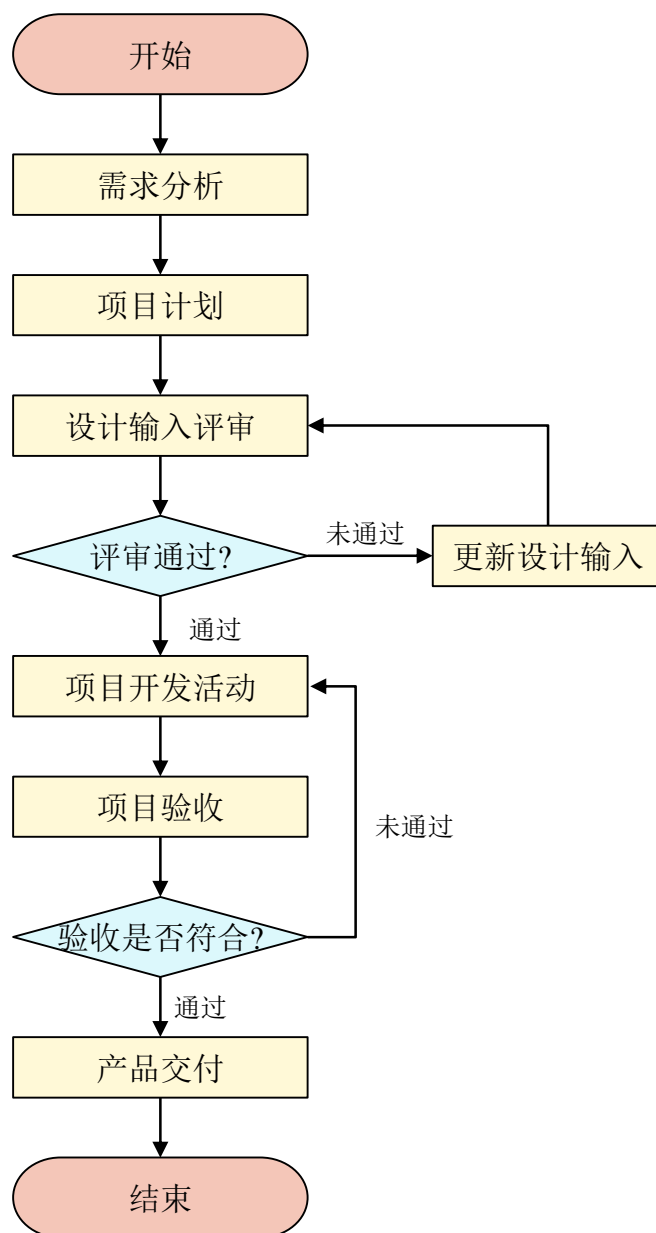 开始
需求分析
项目计划
设计输入评审
评审通过?
未通过
更新设计输入
通过
项目开发活动
项目验收
未通过
验收是否符合?
通过
产品交付
结束